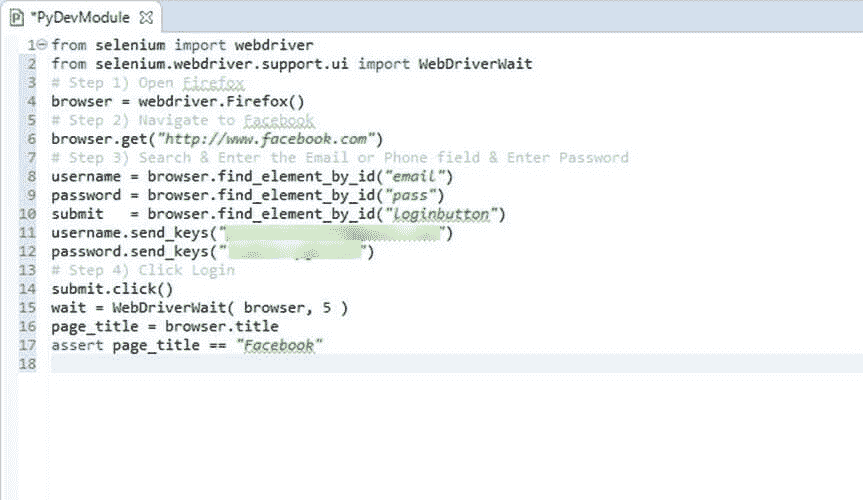 *PyDevModule
1 from selenium import webdriver
2 from selenium.webdriver.support.ui import WebDriverWait
3 # Step 1) Open Firefox
4 browser = webdriver.Firefox()
5 # Step 2) Navigate to Facebook
6 browser.get("http://www.facebook.com")
7 # Step 3) Search & Enter the Email or Phone field & Enter Password
8 username = browser.find_element_by_id("email")
9 password = browser.find_element_by_id("pass")
10 submit   = browser.find_element_by_id("loginbutton")
11 username.send_keys("")
12 password.send_keys("")
13 # Step 4) Click Login
14 submit.click()
15 wait = WebDriverWait( browser, 5 )
16 page_title = browser.title
17 assert page_title == "Facebook"
18